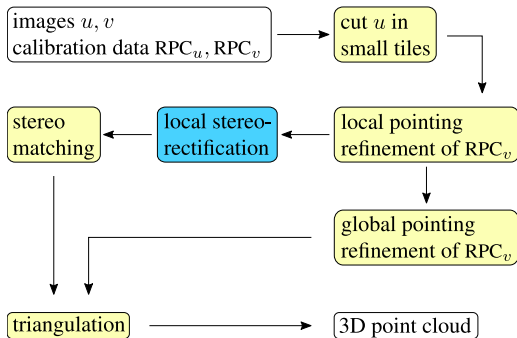 images u, v
calibration data RPC_u, RPC_v
cut u in
small tiles
stereo
matching
local stereo-
rectification
local pointing
refinement of RPC_v
global pointing
refinement of RPC_v
triangulation
3D point cloud